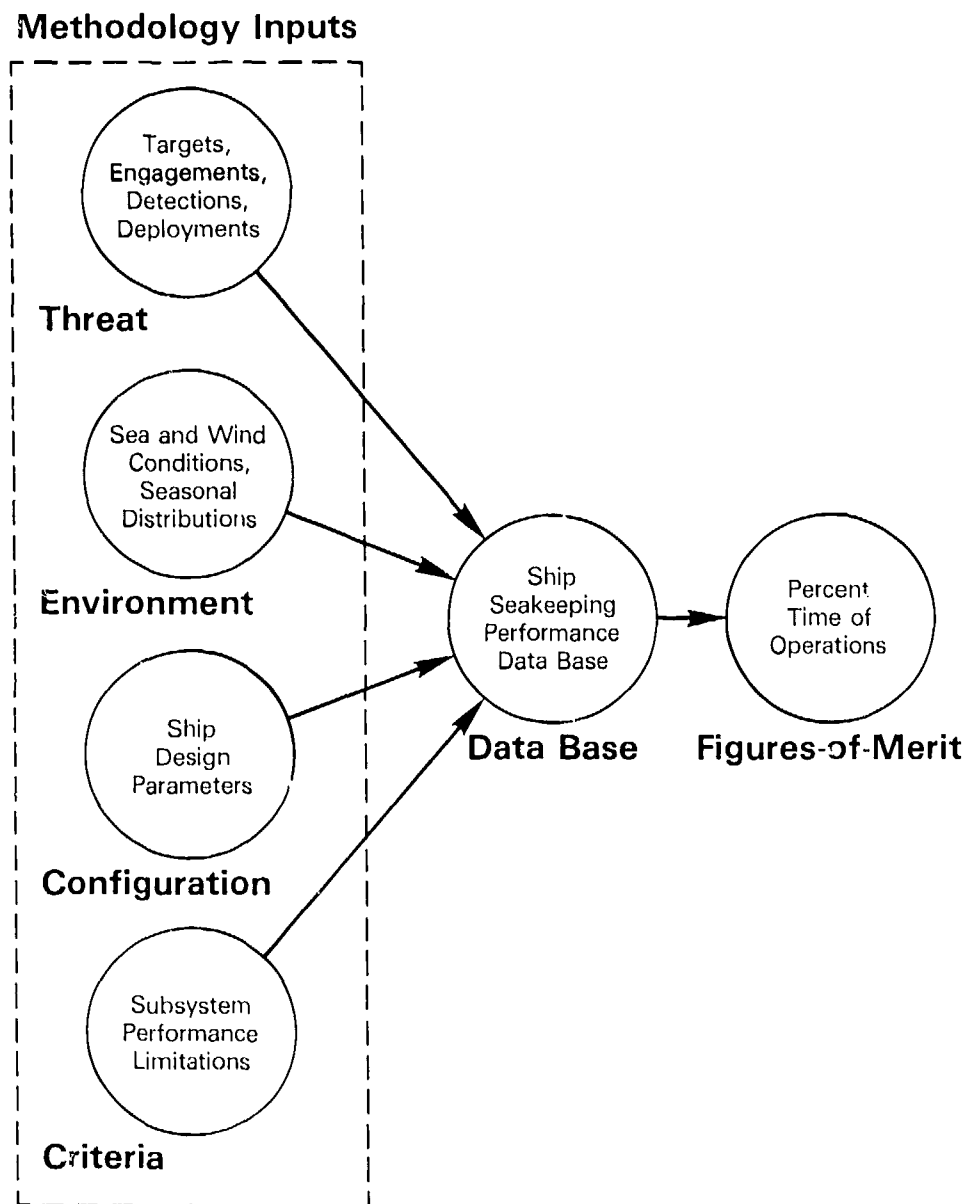 Methodology Inputs
Targets,
Engagements,
Detections,
Deployments
Threat
Sea and Wind
Conditions,
Seasonal
Distributions
Environment
Ship
Design
Parameters
Configuration
Subsystem
Performance
Limitations
Criteria
Ship
Seakeeping
Performance
Data Base
Data Base
Percent
Time of
Operations
Figures-of-Merit